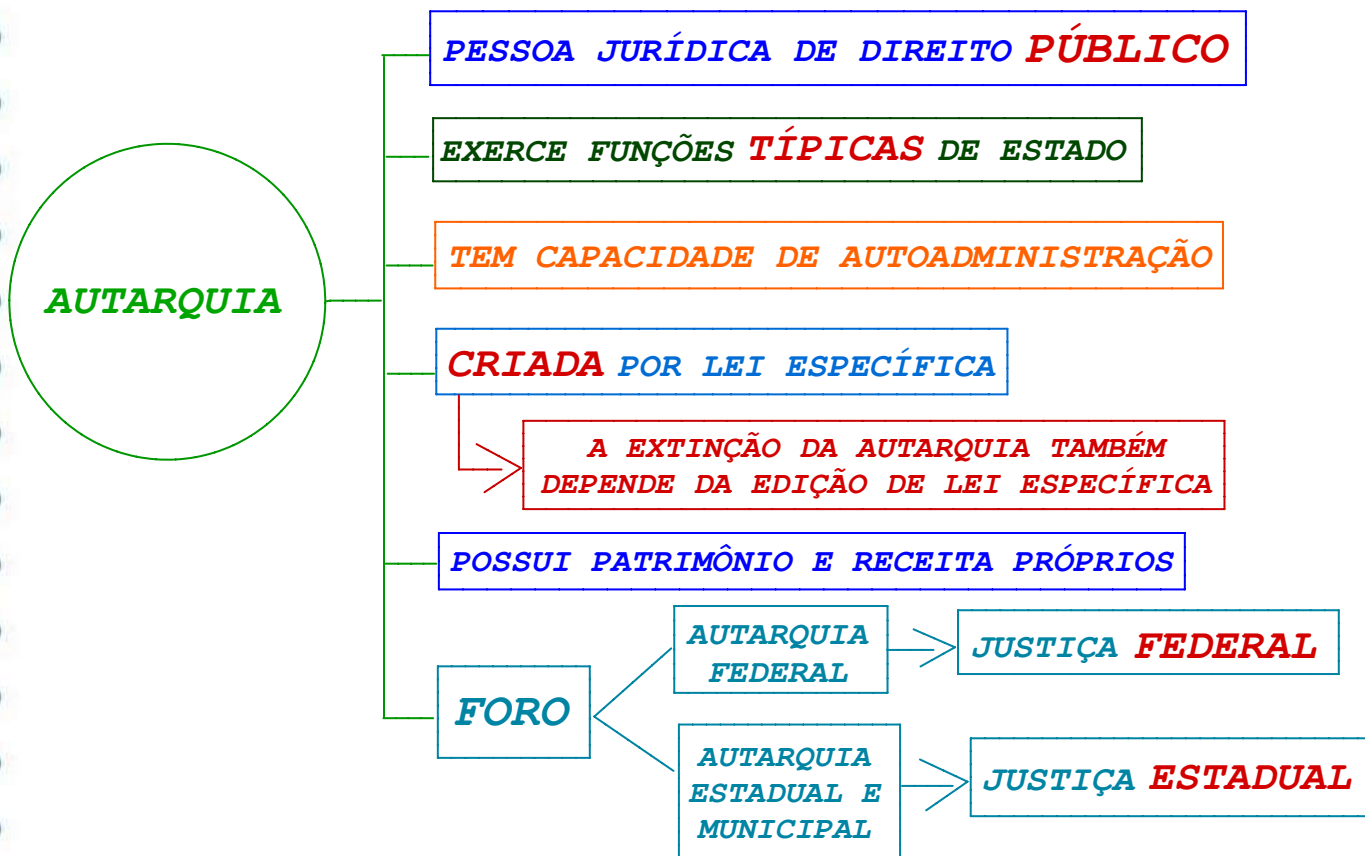 AUTARQUIA
PESSOA JURÍDICA DE DIREITO PÚBLICO
EXERCE FUNÇÕES TÍPICAS DE ESTADO
TEM CAPACIDADE DE AUTOADMINISTRAÇÃO
CRIADA POR LEI ESPECÍFICA
A EXTINÇÃO DA AUTARQUIA TAMBÉM
DEPENDE DA EDIÇÃO DE LEI ESPECÍFICA
POSSUI PATRIMÔNIO E RECEITA PRÓPRIOS
FORO
AUTARQUIA
FEDERAL
JUSTIÇA FEDERAL
AUTARQUIA
ESTADUAL E
MUNICIPAL
JUSTIÇA ESTADUAL